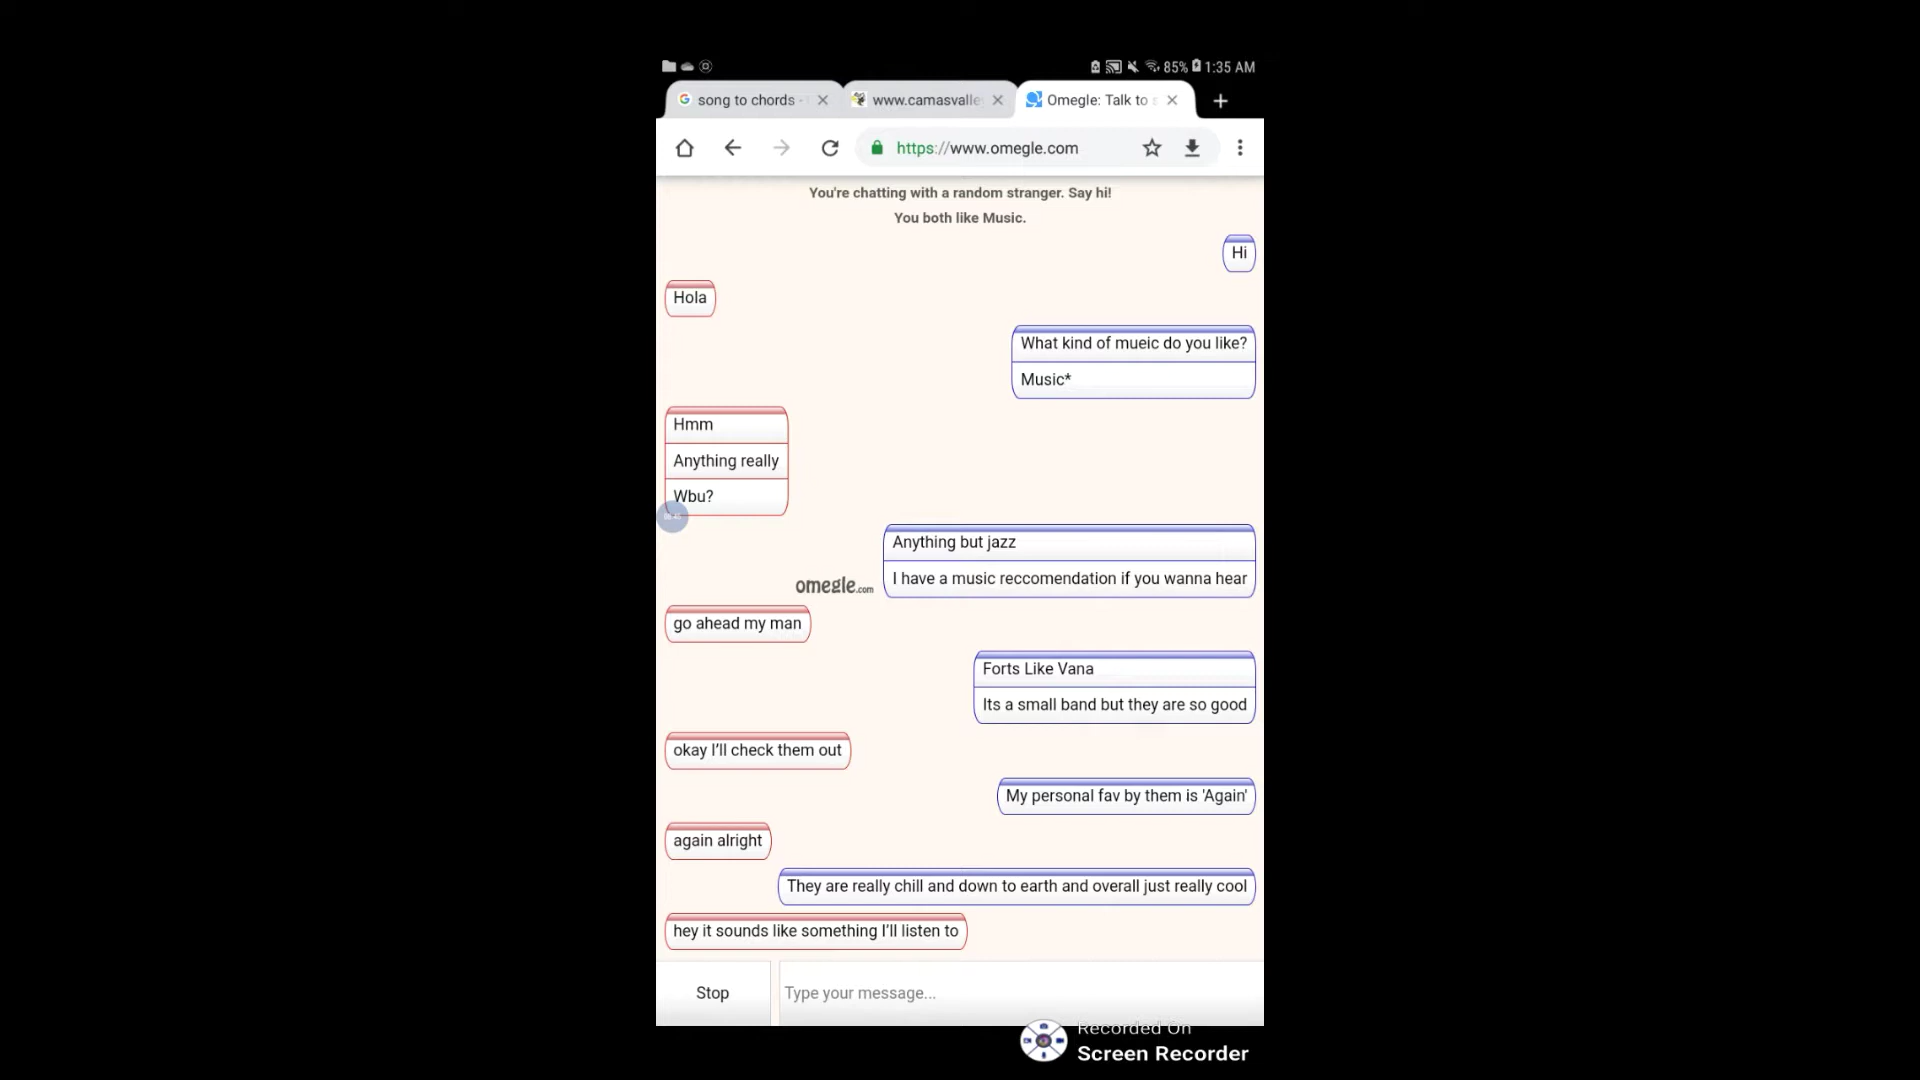 85% 1:35 AM
song to chords -
www.camasvalle
Omegle: Talk to s
https://www.omegle.com
You're chatting with a random stranger. Say hi!
You both like Music.
Hi
Hola
What kind of mueic do you like?
Music*
Hmm
Anything really
Wbu?
Anything but jazz
I have a music reccomendation if you wanna hear
omegle.com
go ahead my man
Forts Like Vana
Its a small band but they are so good
okay I’ll check them out
My personal fav by them is 'Again'
again alright
They are really chill and down to earth and overall just really cool
hey it sounds like something I’ll listen to
Stop
Type your message...
Recorded On
Screen Recorder